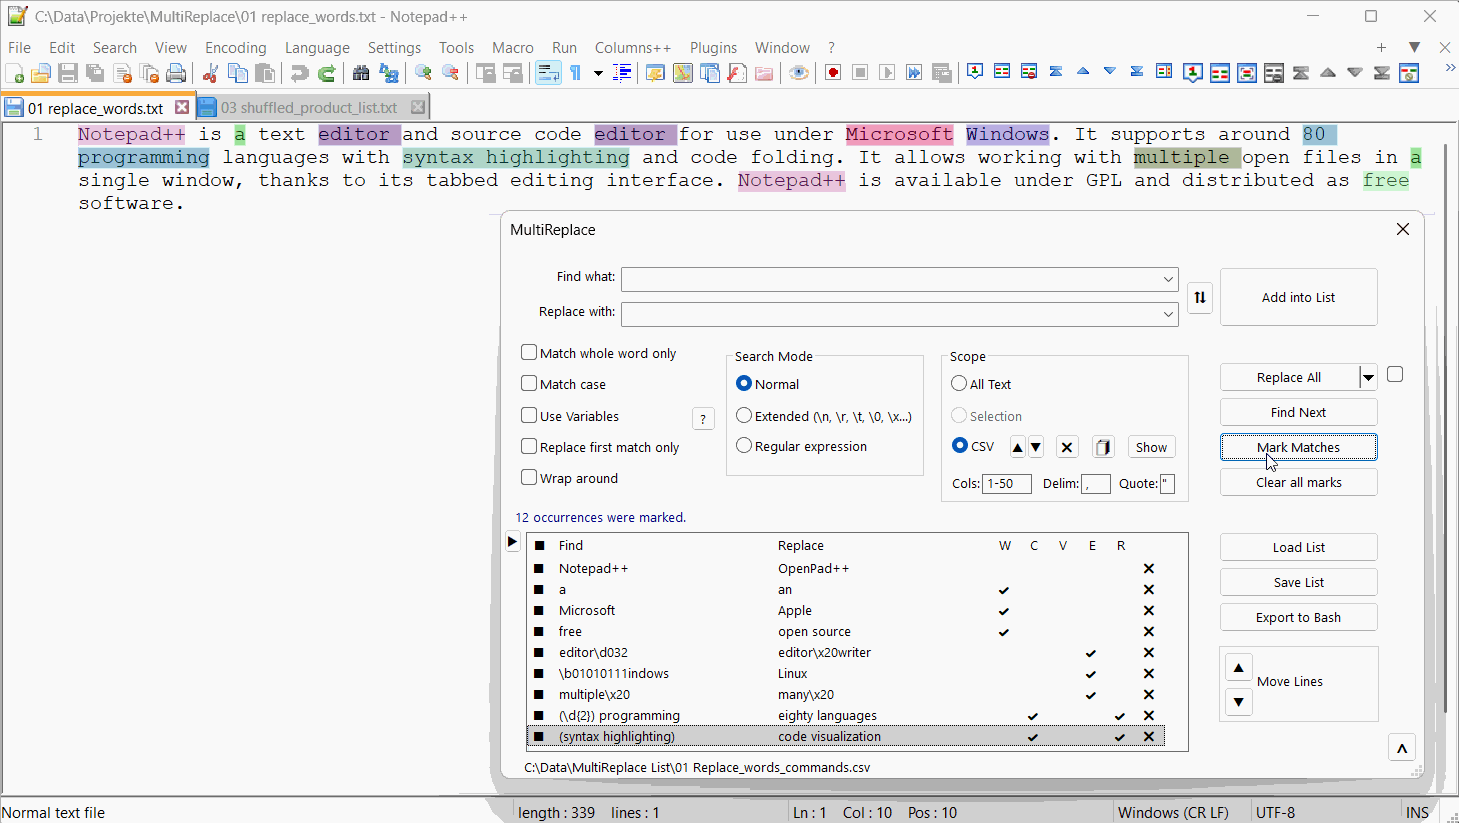 C:\Data\Projekte\MultiReplace\01 replace_words.txt - Notepad++
File Edit Search View Encoding Language Settings Tools Macro Run Columns++ Plugins Window ?
01 replace_words.txt 03 shuffled_product_list.txt
1 Notepad++ is a text editor and source code editor for use under Microsoft Windows. It supports around 80
programming languages with syntax highlighting and code folding. It allows working with multiple open files in a
single window, thanks to its tabbed editing interface. Notepad++ is available under GPL and distributed as free
software.
MultiReplace
Find what:
Replace with:
Add into List
Match whole word only
Match case
Use Variables ?
Replace first match only
Wrap around
Search Mode
Normal
Extended (\n, \r, \t, \0, \x...)
Regular expression
Scope
All Text
Selection
CSV Show
Cols: 1-50 Delim: , Quote: "
Replace All
Find Next
Mark Matches
Clear all marks
12 occurrences were marked.
Find Replace W C V E R
Notepad++ OpenPad++
a an
Microsoft Apple
free open source
editor\d032 editor\x20writer
\b01010111indows Linux
multiple\x20 many\x20
(\d{2}) programming eighty languages
(syntax highlighting) code visualization
Load List
Save List
Export to Bash
Move Lines
C:\Data\MultiReplace List\01 Replace_words_commands.csv
Normal text file length : 339 lines : 1 Ln : 1 Col : 10 Pos : 10 Windows (CR LF) UTF-8 INS